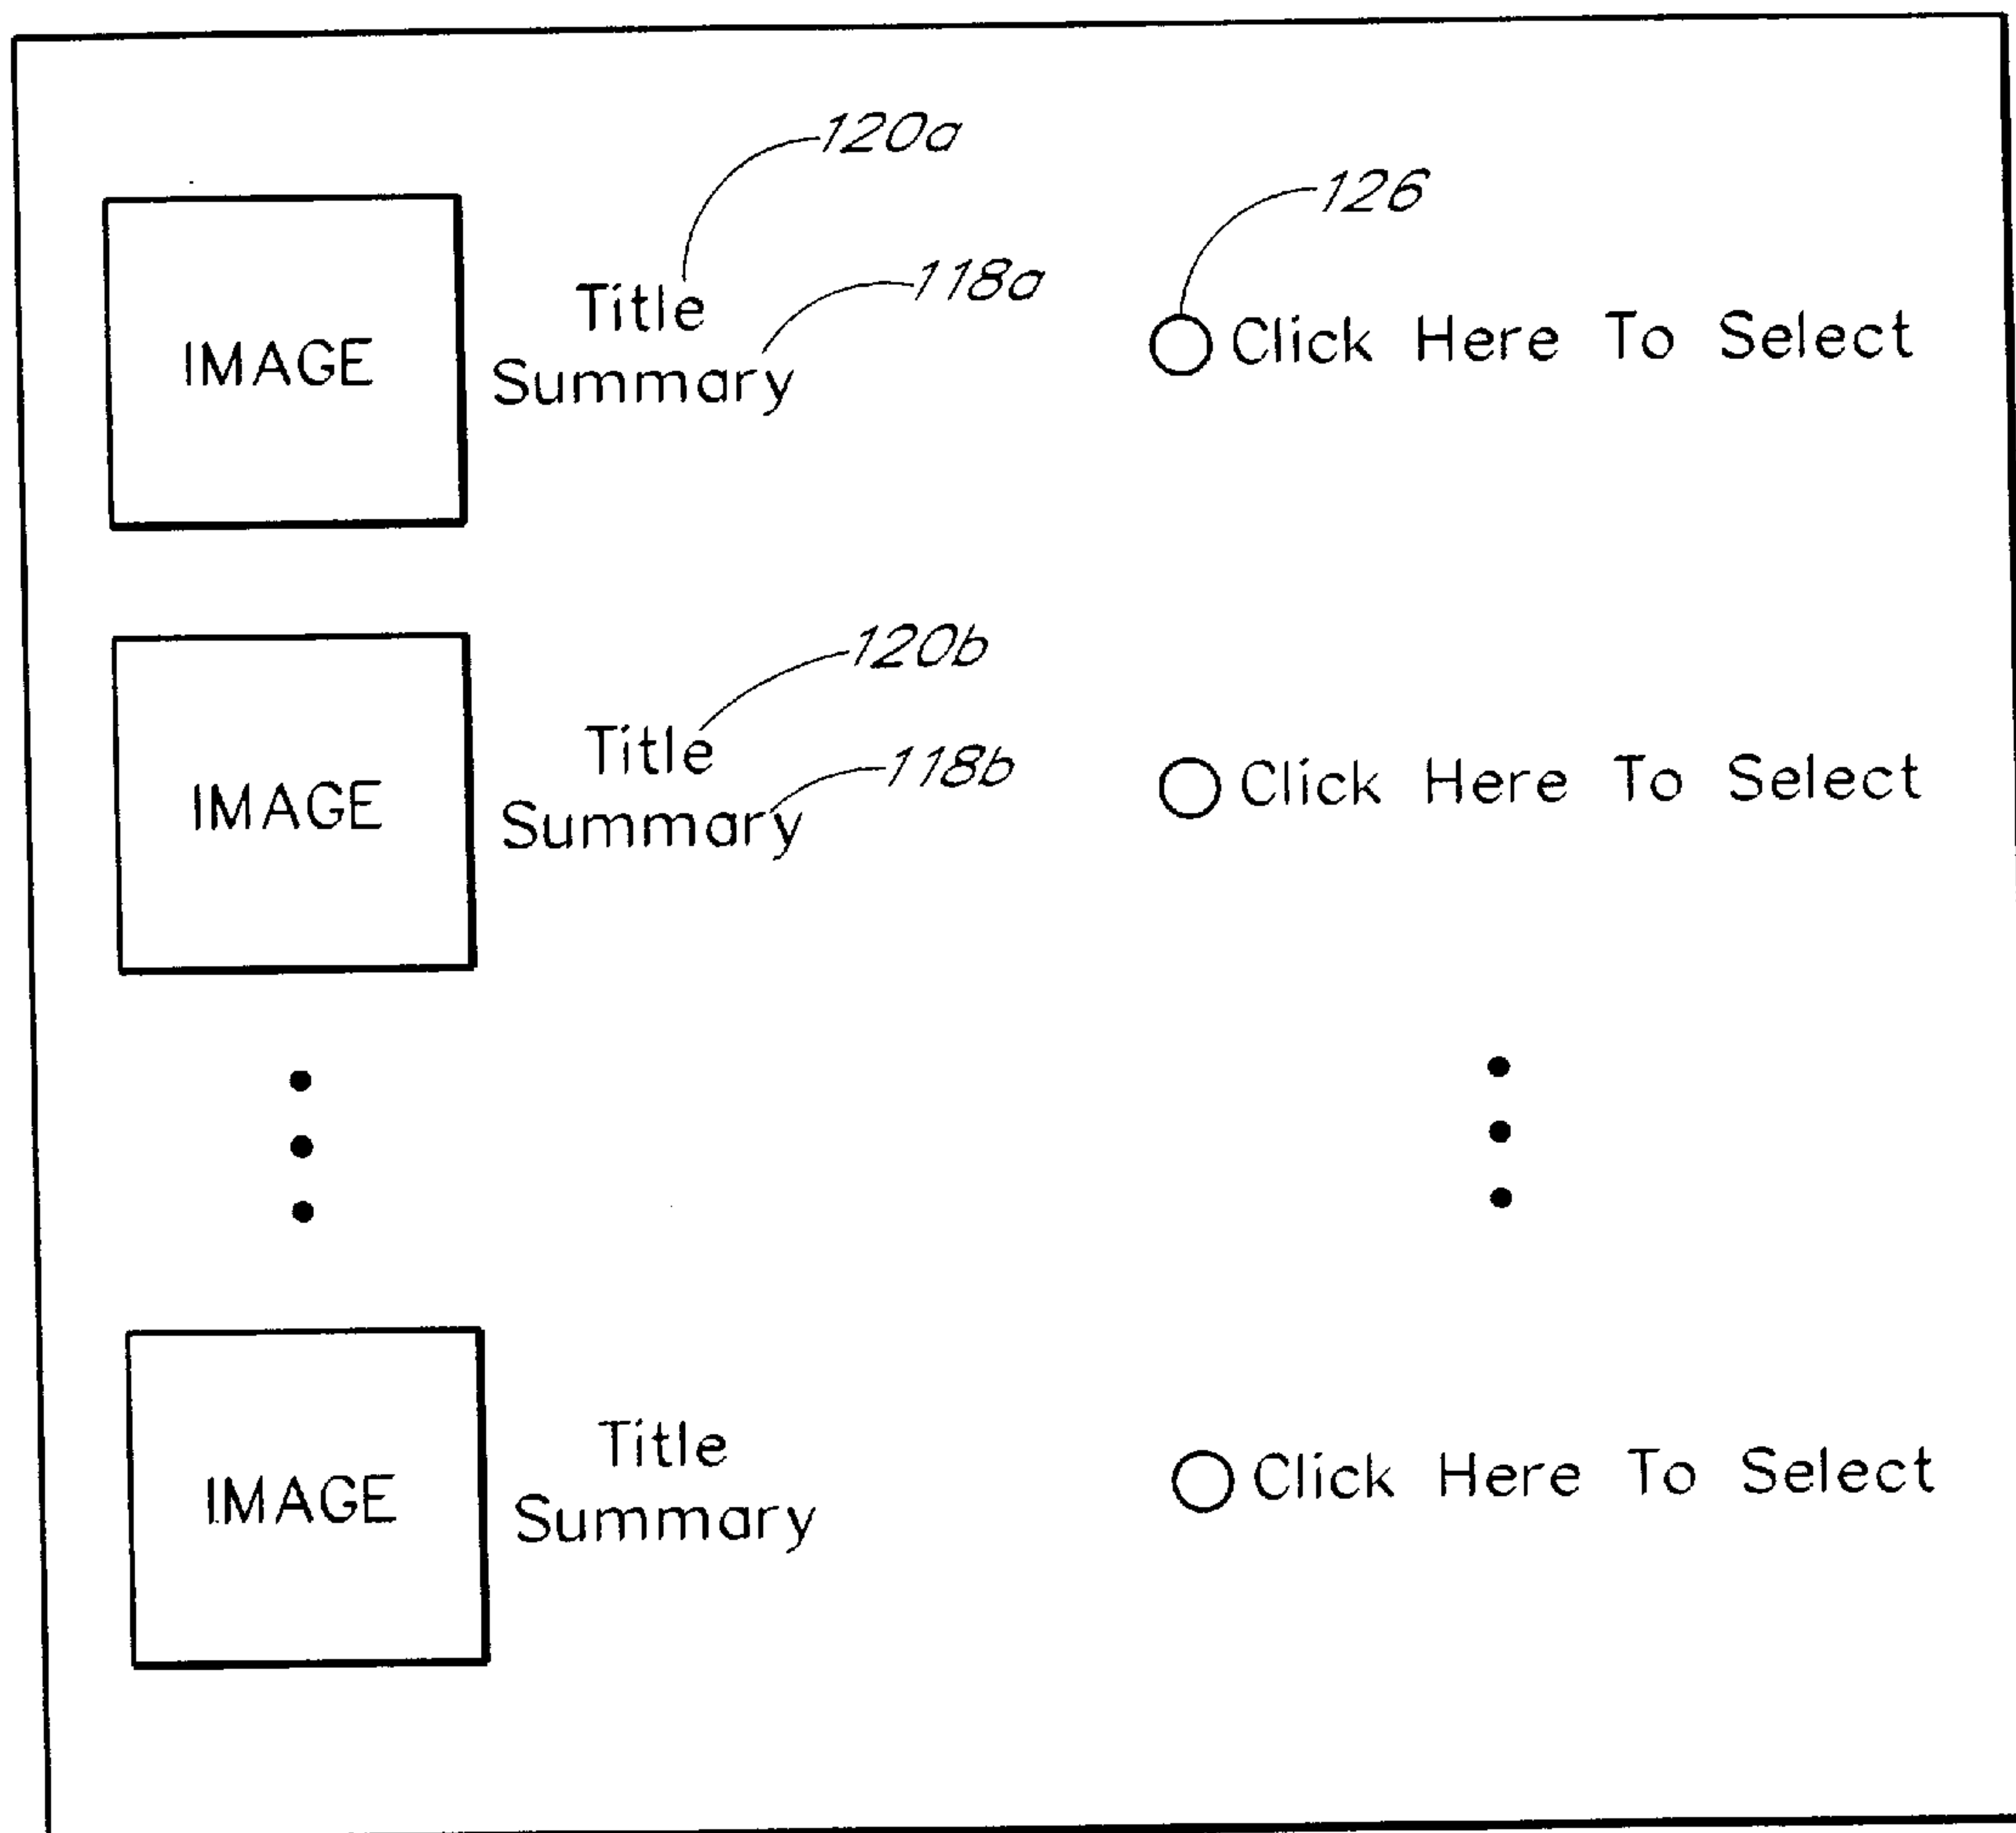 120a
126
Title
118a
IMAGE
Summary
Click Here To Select
120b
Title
118b
IMAGE
Summary
Click Here To Select
Title
IMAGE
Summary
Click Here To Select